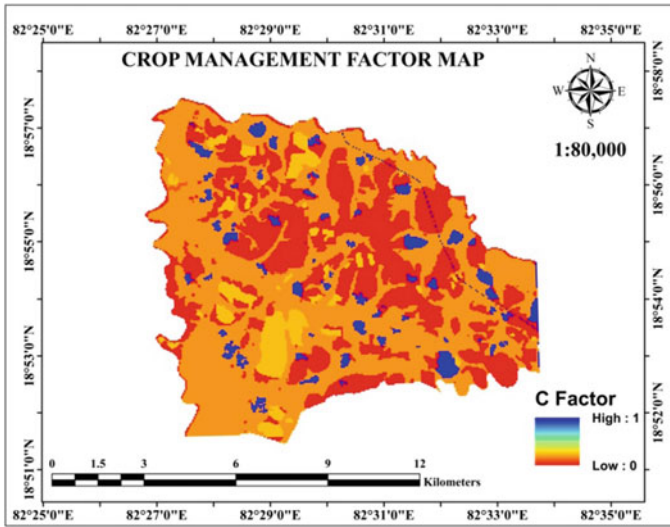 82°25'0"E 82°27'0"E 82°29'0"E 82°31'0"E 82°33'0"E 82°35'0"E
CROP MANAGEMENT FACTOR MAP
N
W E
S
1:80,000
18°57'0"N
18°55'0"N
18°53'0"N
18°51'0"N
18°58'0"N
18°56'0"N
18°54'0"N
18°52'0"N
C Factor
High : 1
Low : 0
0 1.5 3 6 9 12
Kilometers
82°25'0"E 82°27'0"E 82°29'0"E 82°31'0"E 82°33'0"E 82°35'0"E